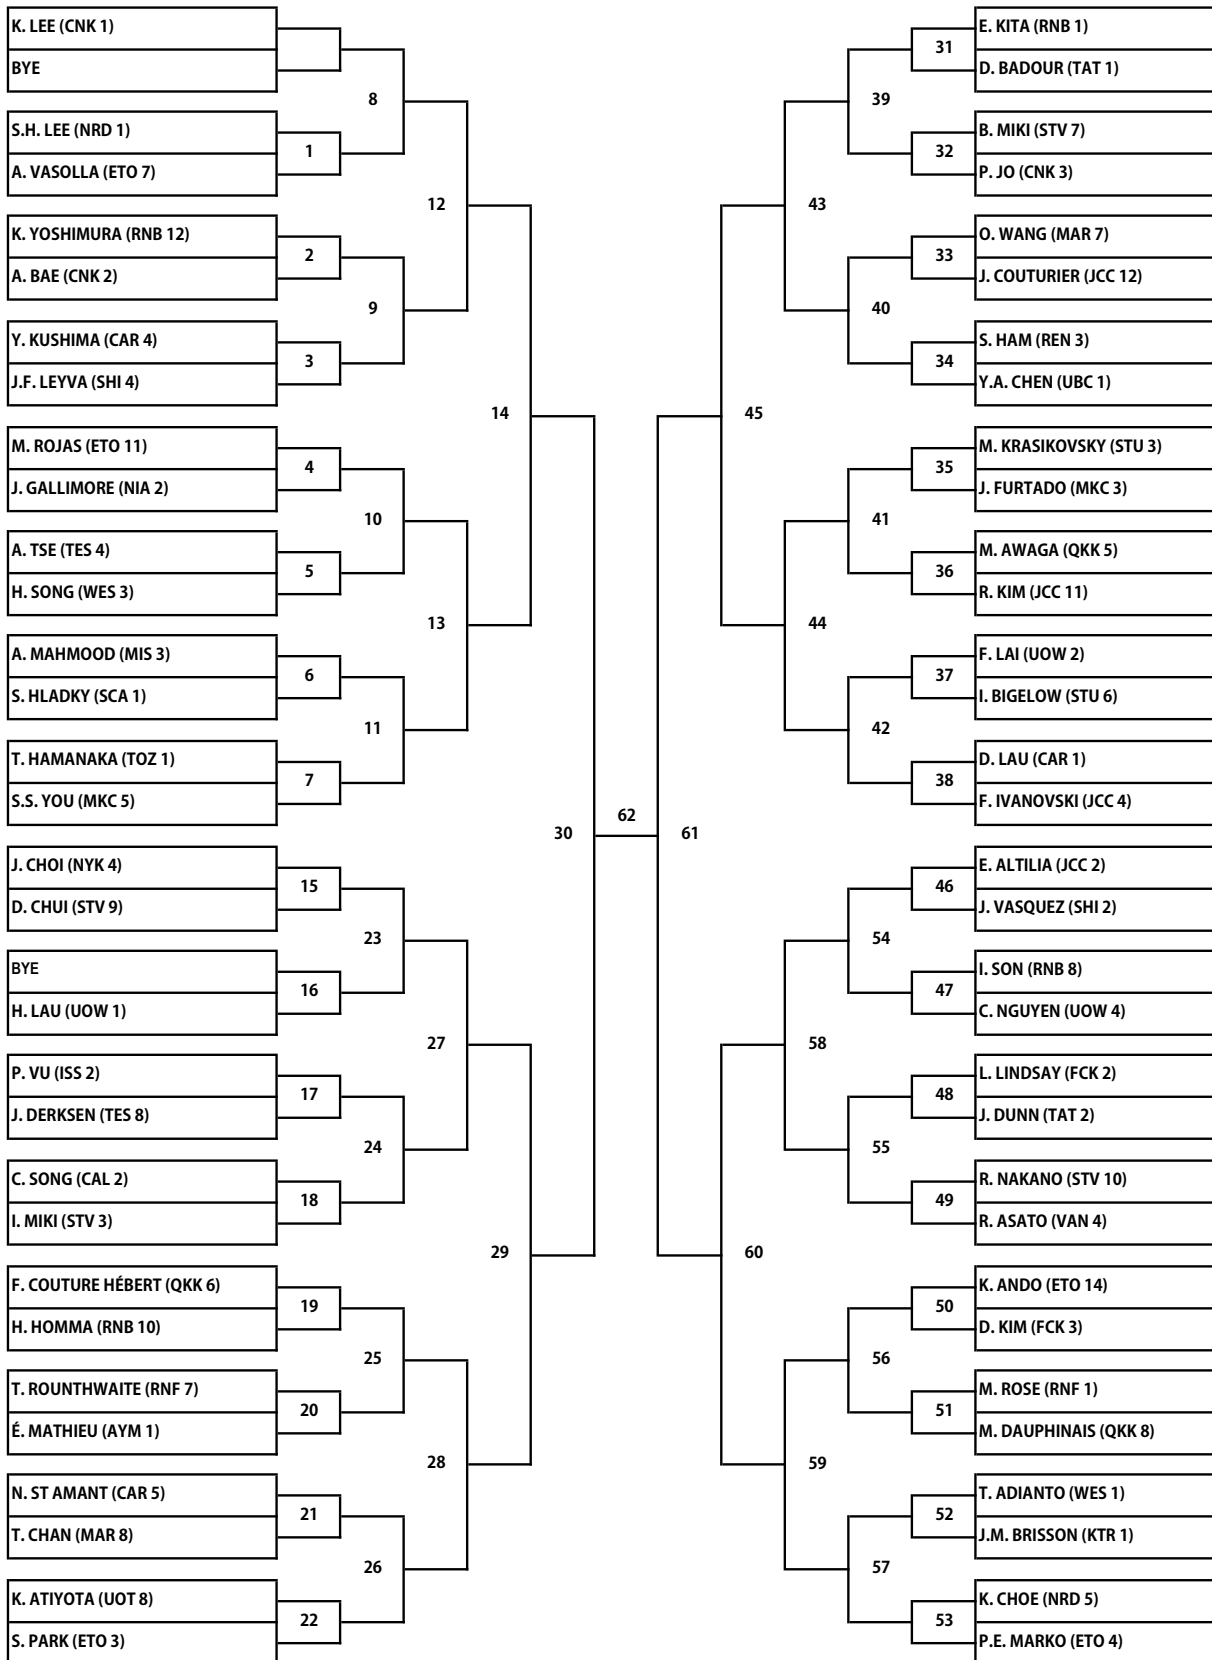 K. LEE (CNK 1)
BYE
8
S.H. LEE (NRD 1)
1
A. VASOLLA (ETO 7)
12
K. YOSHIMURA (RNB 12)
2
A. BAE (CNK 2)
9
Y. KUSHIMA (CAR 4)
3
J.F. LEYVA (SHI 4)
14
M. ROJAS (ETO 11)
4
J. GALLIMORE (NIA 2)
10
A. TSE (TES 4)
5
H. SONG (WES 3)
13
A. MAHMOOD (MIS 3)
6
S. HLADKY (SCA 1)
11
T. HAMANAKA (TOZ 1)
7
S.S. YOU (MKC 5)
30
J. CHOI (NYK 4)
15
D. CHUI (STV 9)
23
BYE
16
H. LAU (UOW 1)
27
P. VU (ISS 2)
17
J. DERKSEN (TES 8)
24
C. SONG (CAL 2)
18
I. MIKI (STV 3)
29
F. COUTURE HÉBERT (QKK 6)
19
H. HOMMA (RNB 10)
25
T. ROUNTHWAITE (RNF 7)
20
É. MATHIEU (AYM 1)
28
N. ST AMANT (CAR 5)
21
T. CHAN (MAR 8)
26
K. ATIYOTA (UOT 8)
22
S. PARK (ETO 3)
62
E. KITA (RNB 1)
31
D. BADOUR (TAT 1)
39
B. MIKI (STV 7)
32
P. JO (CNK 3)
43
O. WANG (MAR 7)
33
J. COUTURIER (JCC 12)
40
S. HAM (REN 3)
34
Y.A. CHEN (UBC 1)
45
M. KRASIKOVSKY (STU 3)
35
J. FURTADO (MKC 3)
41
M. AWAGA (QKK 5)
36
R. KIM (JCC 11)
44
F. LAI (UOW 2)
37
I. BIGELOW (STU 6)
42
D. LAU (CAR 1)
38
F. IVANOVSKI (JCC 4)
61
E. ALTILIA (JCC 2)
46
J. VASQUEZ (SHI 2)
54
I. SON (RNB 8)
47
C. NGUYEN (UOW 4)
58
L. LINDSAY (FCK 2)
48
J. DUNN (TAT 2)
55
R. NAKANO (STV 10)
49
R. ASATO (VAN 4)
60
K. ANDO (ETO 14)
50
D. KIM (FCK 3)
56
M. ROSE (RNF 1)
51
M. DAUPHINAIS (QKK 8)
59
T. ADIANTO (WES 1)
52
J.M. BRISSON (KTR 1)
57
K. CHOE (NRD 5)
53
P.E. MARKO (ETO 4)